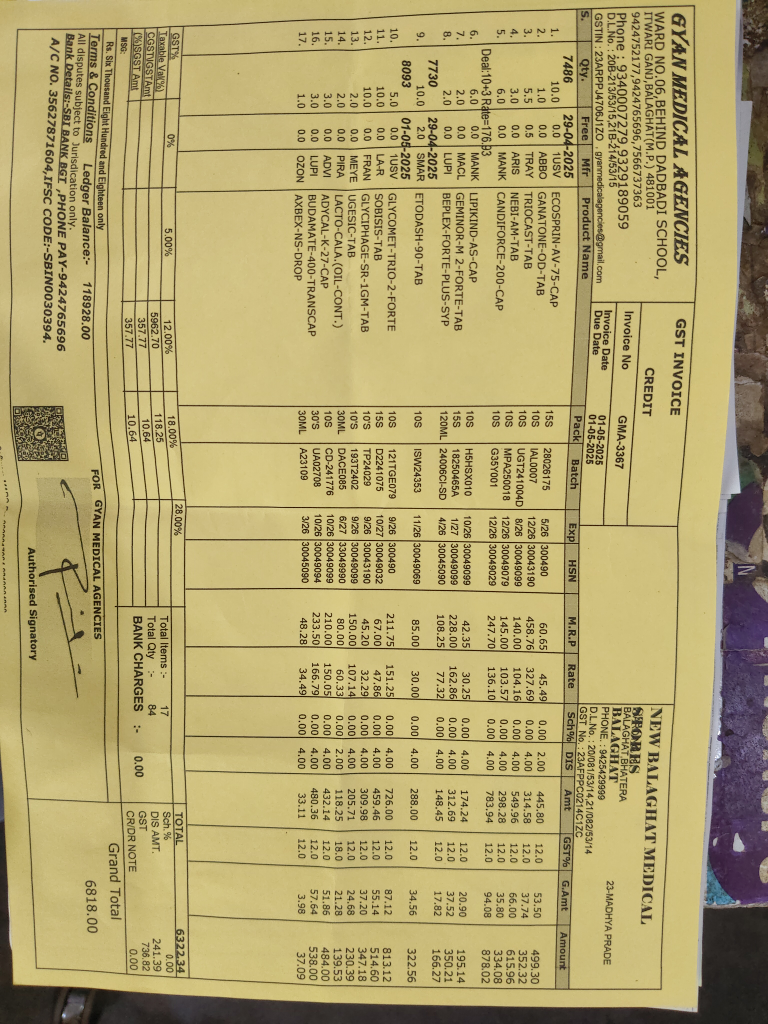 GYAN MEDICAL AGENCIES
WARD NO.06,BEHIND DADBADI SCHOOL,
ITWARI GANJ,BALAGHAT(M.P.) 481001
9424752177,9424765696,7566737363
Phone : 9340007279,9329189059
D.L.No. : 20B-213/53/15,21B-214/53/15
GSTIN : 23ARRPJ4706J1ZO , gyanmedicalagencies@gmail.com
GST INVOICE
CREDIT
Invoice No GMA-3367
Invoice Date 01-05-2025
Due Date 01-05-2025
NEW BALAGHAT MEDICAL
STORES
BALAGHAT,BHATERA
BALAGHAT 23-MADHYA PRADE
PHONE. : 9425429999
D.L.No. : 20/081/53/14,21/082/53/14
GST No. : 23AFPPC0214C1ZC
S. Qty. Free Mfr Product Name Pack Batch Exp HSN M.R.P Rate Sch% DIS Amt GST% G.Amt Amount
7486 29-04-2025
1. 10.0 0.0 1USV ECOSPRIN-AV-75-CAP 15S 28026175 5/26 300490 60.65 45.49 0.00 2.00 445.80 12.0 53.50 499.30
2. 1.0 0.0 ABBO GANATONE-OD-TAB 10S IAL0007 12/26 30043190 458.76 327.69 0.00 4.00 314.58 12.0 37.74 352.32
3. 5.5 0.5 TRAY TRIOCAST-TAB 10S UGT241004D 8/26 30049099 140.00 104.16 0.00 4.00 549.96 12.0 66.00 615.96
4. 3.0 0.0 ARIS NEBI-AM-TAB 10S MPA250018 12/26 30049079 145.00 103.57 0.00 4.00 298.28 12.0 35.80 334.08
5. 6.0 0.0 MANK CANDIFORCE-200-CAP 10S G35Y001 12/26 30049029 247.70 136.10 0.00 4.00 783.94 12.0 94.08 878.02
Deal:10+3 Rate=176.93
6. 6.0 0.0 MANK LIPIKIND-AS-CAP 10S H5HSX010 10/26 30049099 42.35 30.25 0.00 4.00 174.24 12.0 20.90 195.14
7. 2.0 0.0 MACL GEMINOR-M 2-FORTE-TAB 15S 18250465A 1/27 30049099 228.00 162.86 0.00 4.00 312.69 12.0 37.52 350.21
8. 2.0 0.0 LUPI BEPLEX-FORTE-PLUS-SYP 120ML 24006CI-SD 4/26 30045090 108.25 77.32 0.00 4.00 148.45 12.0 17.82 166.27
7730 29-04-2025
9. 10.0 2.0 SMAR ETODASH-90-TAB 10S ISW24353 11/26 30049069 85.00 30.00 0.00 4.00 288.00 12.0 34.56 322.56
8093 01-05-2025
10. 5.0 0.0 1USV GLYCOMET-TRIO-2-FORTE 10S 121TGE079 9/26 300490 211.75 151.25 0.00 4.00 726.00 12.0 87.12 813.12
11. 10.0 0.0 LA-R SOBISIS-TAB 15S D2241075 10/27 30049032 67.00 47.86 0.00 4.00 459.46 12.0 55.14 514.60
12. 10.0 0.0 FRAN GLYCIPHAGE-SR-1GM-TAB 10'S TP24029 9/26 30043190 45.20 32.29 0.00 4.00 309.98 12.0 37.20 347.18
13. 2.0 0.0 MEYE UGESIC-TAB 10'S 193T2402 9/26 30049099 150.00 107.14 0.00 4.00 205.71 12.0 24.68 230.39
14. 2.0 0.0 PIRA LACTO-CALA.(OIL-CONT.) 30ML DACE085 6/27 33049990 80.00 60.33 0.00 2.00 118.25 18.0 21.28 139.53
15. 3.0 0.0 ADVI ADYCAL-K-27-CAP 10S CD-241776 10/26 30049099 210.00 150.05 0.00 4.00 432.14 12.0 51.86 484.00
16. 3.0 0.0 LUPI BUDAMATE-400-TRANSCAP 30'S UA02708 10/26 30049094 233.50 166.79 0.00 4.00 480.36 12.0 57.64 538.00
17. 1.0 0.0 OZON AXIBEX-NS-DROP 30ML A23109 3/26 30045090 48.28 34.49 0.00 4.00 33.11 12.0 3.98 37.09
GST% 0% 5.00% 12.00% 18.00% 28.00%
Taxable Val(%) 5962.70 118.25
CGST/IGST Amt 357.77 10.64
(%)SGST Amt 357.77 10.64
MSG:
Total Items :- 17
Total Qty :- 84
BANK CHARGES :- 0.00
TOTAL 6322.34
Sch.% 0.00
DIS AMT. 241.39
GST 736.82
CR/DR NOTE 0.00
Rs. Six Thousand Eight Hundred and Eighteen only
Terms & Conditions Ledger Balance:- 118928.00
All disputes subject to Jurisdication only.
Bank Details:-SBI BANK BGT ,PHONE PAY-9424765696
A/C NO. 35627871604,IFSC CODE:-SBIN0030394.
FOR GYAN MEDICAL AGENCIES
Authorised Signatory
Grand Total
6818.00